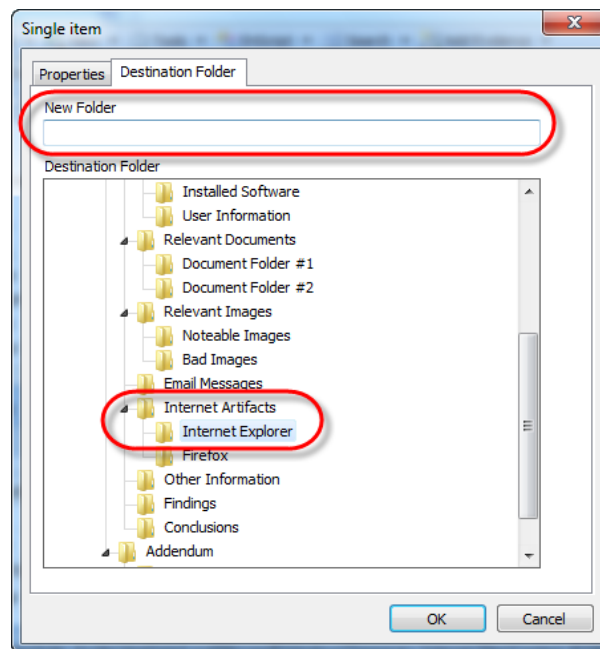 Single item
Properties
Destination Folder
New Folder
Destination Folder
Installed Software
User Information
Relevant Documents
Document Folder #1
Document Folder #2
Relevant Images
Noteable Images
Bad Images
Email Messages
Internet Artifacts
Internet Explorer
Firefox
Other Information
Findings
Conclusions
Addendum
OK
Cancel